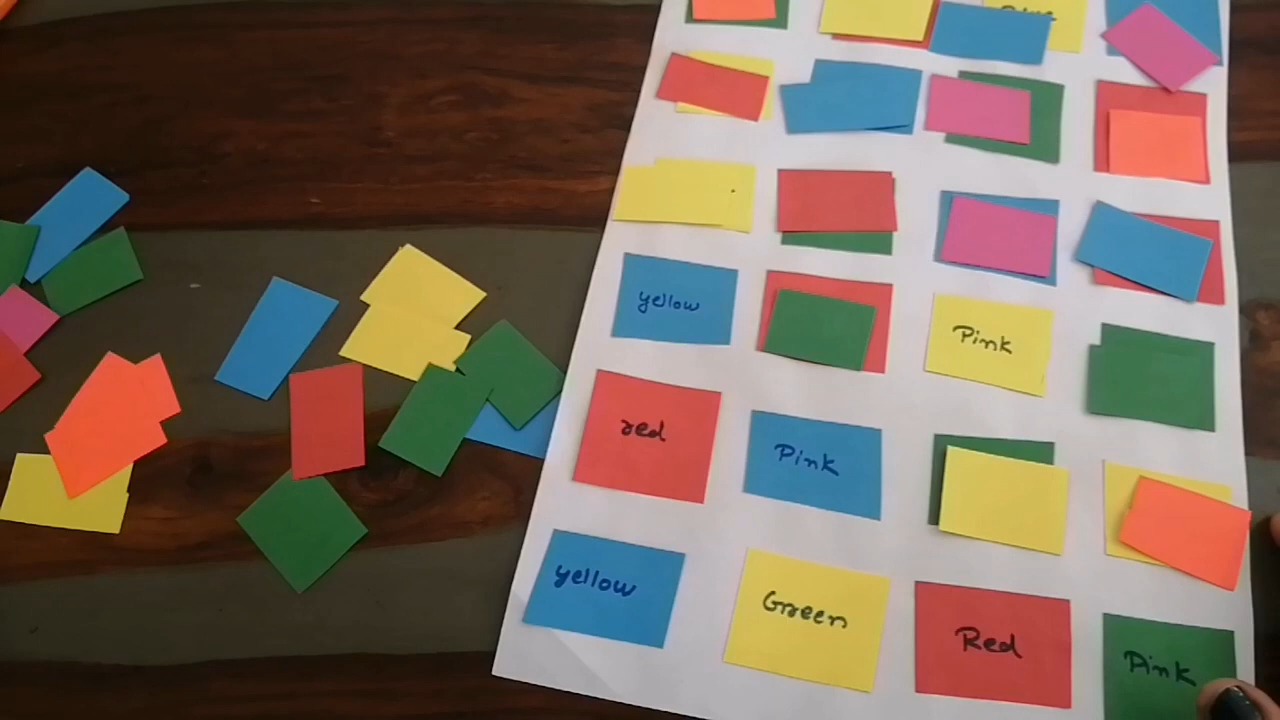 yellow
Pink
red
Pink
yellow
Green
Red
Pink